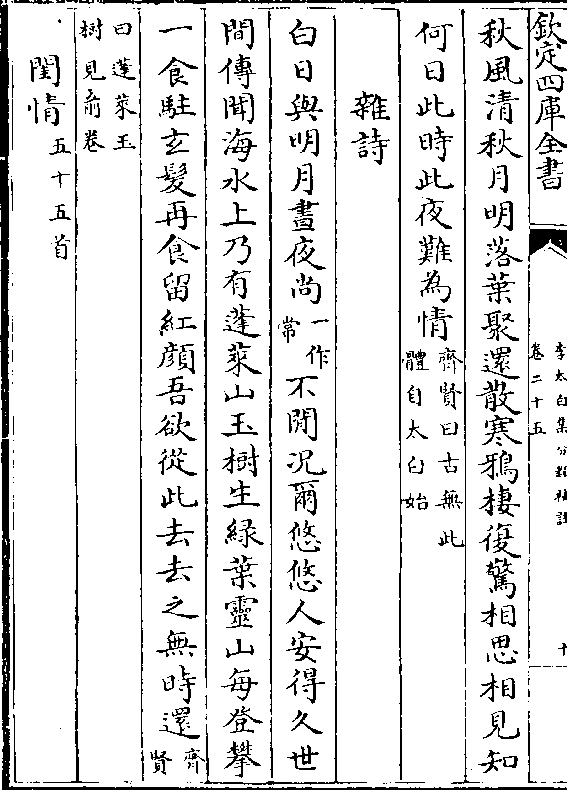 欽定四庫全書
李太白集分類補註
卷二十五
十
秋風清秋月明落葉聚還散寒鴉棲復驚相思相見知
何日此時此夜難為情齊賢曰古無此
體自太白始
雜詩
白日與明月晝夜尚一作
常不閒况爾悠悠人安得久世
間傳聞海水上乃有蓬萊山玉樹生綠葉靈山每登攀
一食駐玄髪再食留紅顔吾欲從此去去之無時還齊
賢
曰蓬萊玉
樹見前卷
閨情五十五首